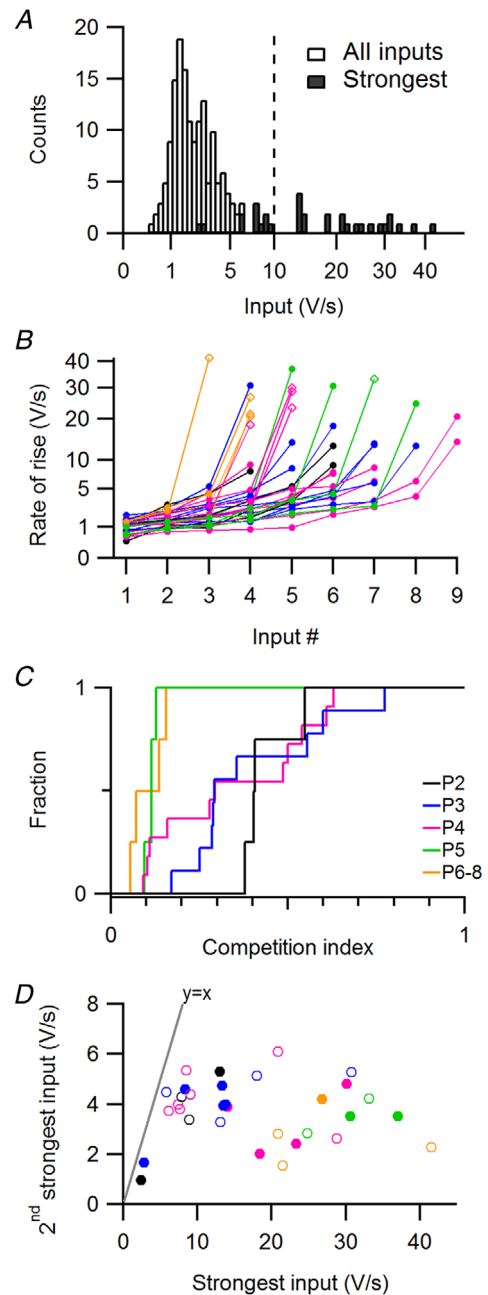 A
20
15
10
5
0
Counts
All inputs
Strongest
0 1 5 10 20 30 40
Input (V/s)
B
40
30
20
10
5
1
0
Rate of rise (V/s)
1 2 3 4 5 6 7 8 9
Input #
C
1
0
Fraction
P2
P3
P4
P5
P6-8
0 1
Competition index
D
y=x
8
6
4
2
0
2nd strongest input (V/s)
0 10 20 30 40
Strongest input (V/s)